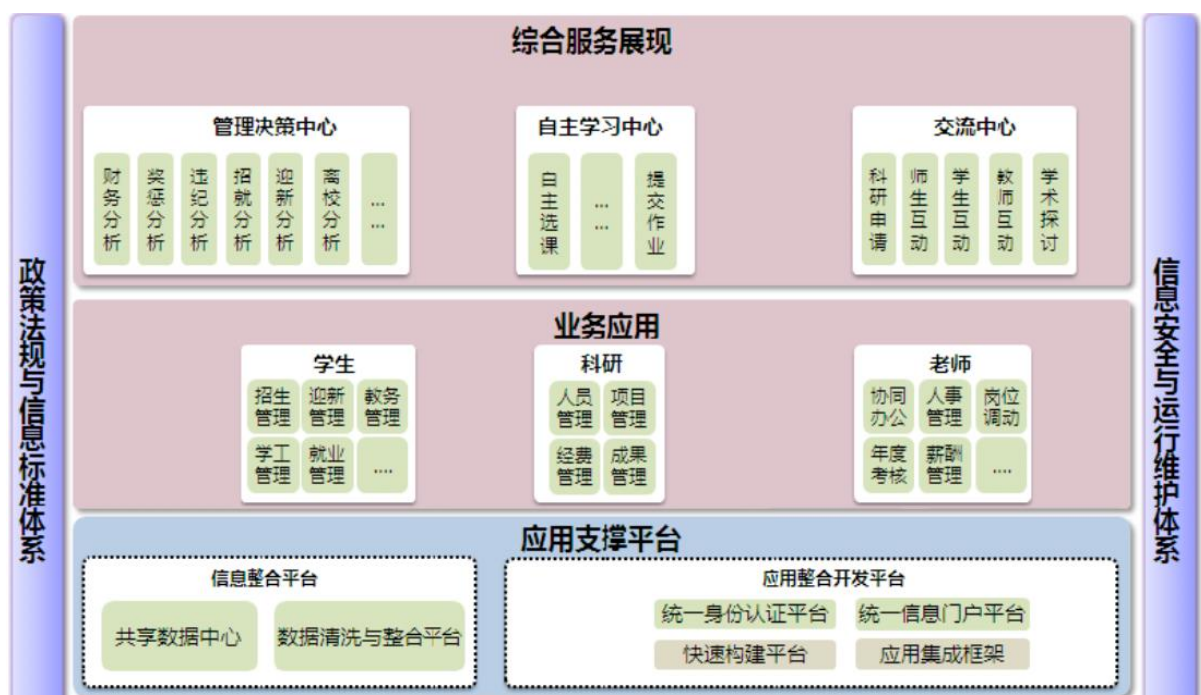 综合服务展现
管理决策中心
财务分析
奖惩分析
违纪分析
招就分析
迎新分析
离校分析
... ...
自主学习中心
自主选课
... ...
提交作业
交流中心
科研申请
师生互动
学生互动
教师互动
学术探讨
政策法规与信息标准体系
信息安全与运行维护体系
业务应用
学生
招生
管理
迎新
管理
教务
管理
学工
管理
就业
管理
....
科研
人员
管理
项目
管理
经费
管理
成果
管理
老师
协同
办公
人事
管理
岗位
调动
年度
考核
薪酬
管理
....
应用支撑平台
信息整合平台
共享数据中心
数据清洗与整合平台
应用整合开发平台
统一身份认证平台
统一信息门户平台
快速构建平台
应用集成框架